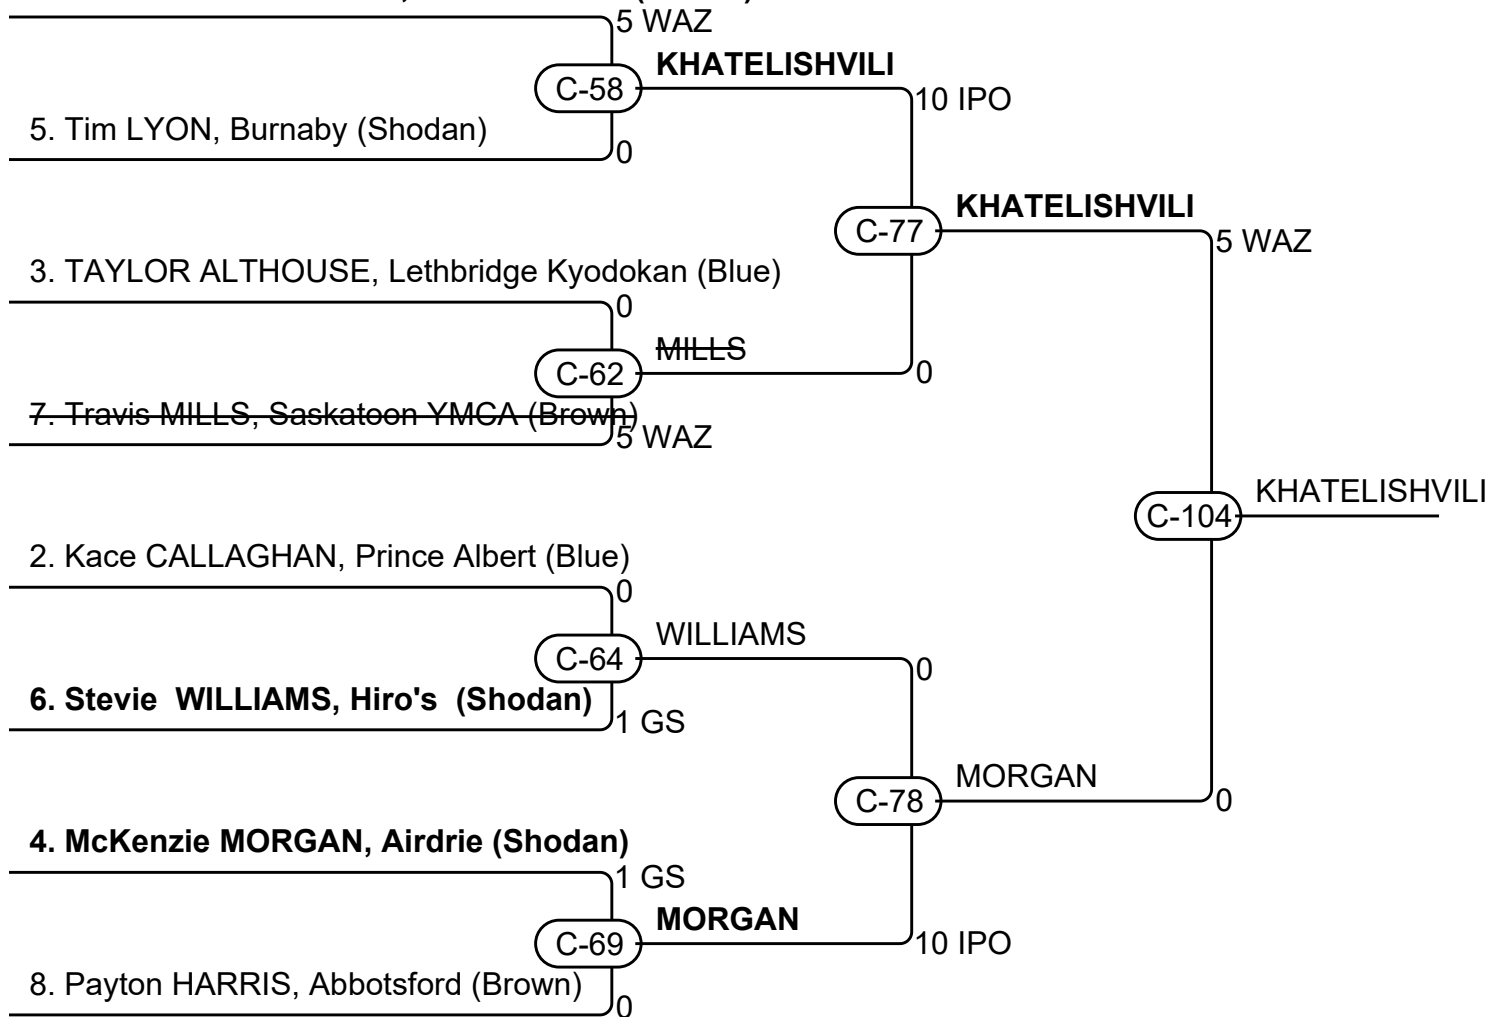 5 WAZ
KHATELISHVILI
C-58
10 IPO
5. Tim LYON, Burnaby (Shodan)
0
KHATELISHVILI
C-77
5 WAZ
3. TAYLOR ALTHOUSE, Lethbridge Kyodokan (Blue)
0
MILLS
C-62
0
7. Travis MILLS, Saskatoon YMCA (Brown)
5 WAZ
KHATELISHVILI
C-104
2. Kace CALLAGHAN, Prince Albert (Blue)
0
WILLIAMS
C-64
0
6. Stevie  WILLIAMS, Hiro's  (Shodan)
1 GS
MORGAN
C-78
0
4. McKenzie MORGAN, Airdrie (Shodan)
1 GS
MORGAN
C-69
10 IPO
8. Payton HARRIS, Abbotsford (Brown)
0